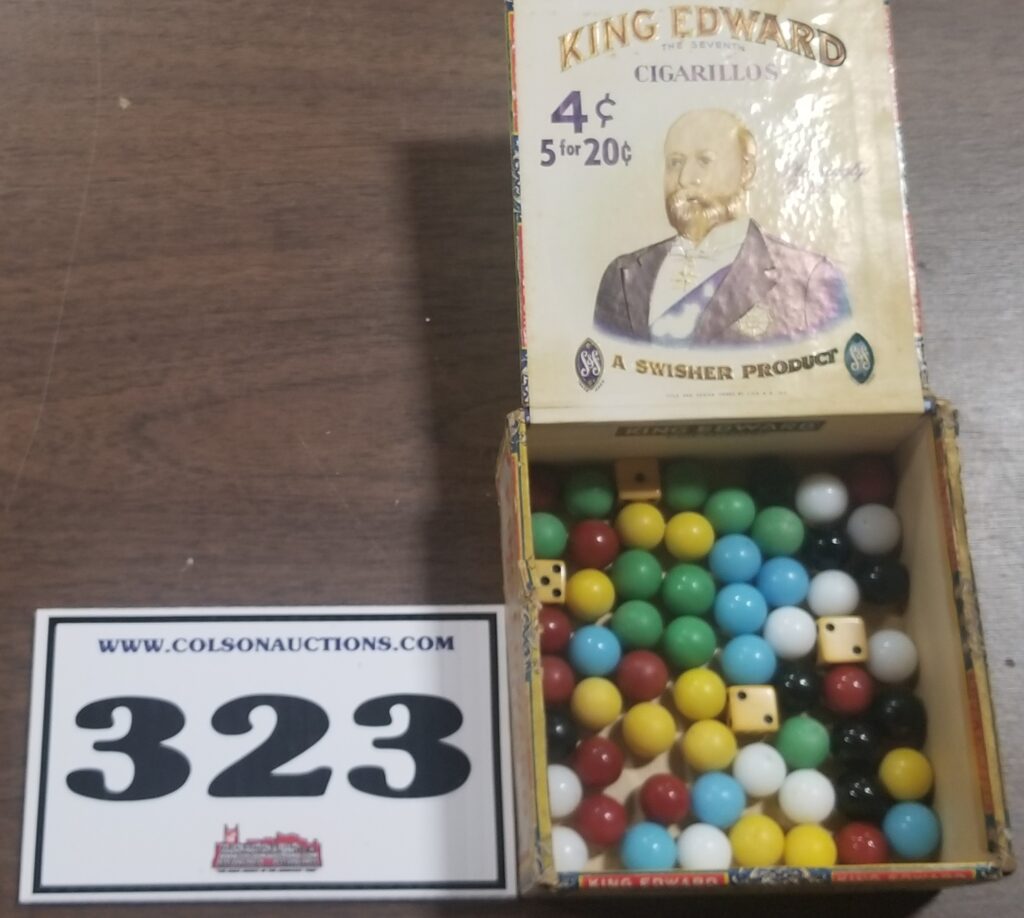 KING EDWARD
THE SEVENTH
CIGARILLOS
4¢
5 for 20¢
S&S
A SWISHER PRODUCT
S&S
KING EDWARD
WWW.COLSONAUCTIONS.COM
323
KING EDWARD